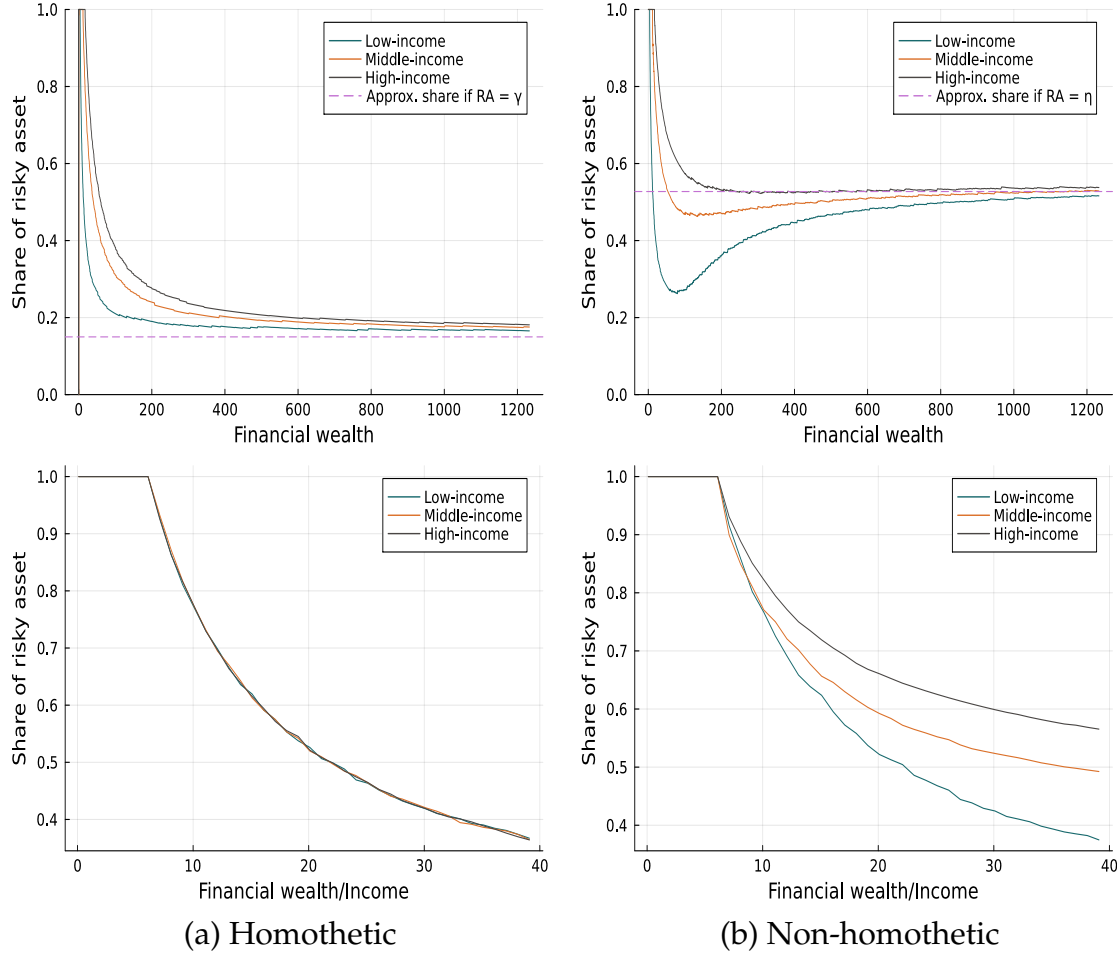 Share of risky asset
1.0
0.8
0.6
0.4
0.2
0.0
Low-income
Middle-income
High-income
Approx. share if RA = γ
0 200 400 600 800 1000 1200
Financial wealth
Share of risky asset
1.0
0.8
0.6
0.4
0.2
0.0
Low-income
Middle-income
High-income
Approx. share if RA = η
0 200 400 600 800 1000 1200
Financial wealth
Share of risky asset
1.0
0.9
0.8
0.7
0.6
0.5
0.4
Low-income
Middle-income
High-income
0 10 20 30 40
Financial wealth/Income
Share of risky asset
1.0
0.9
0.8
0.7
0.6
0.5
0.4
Low-income
Middle-income
High-income
0 10 20 30 40
Financial wealth/Income
(a) Homothetic
(b) Non-homothetic